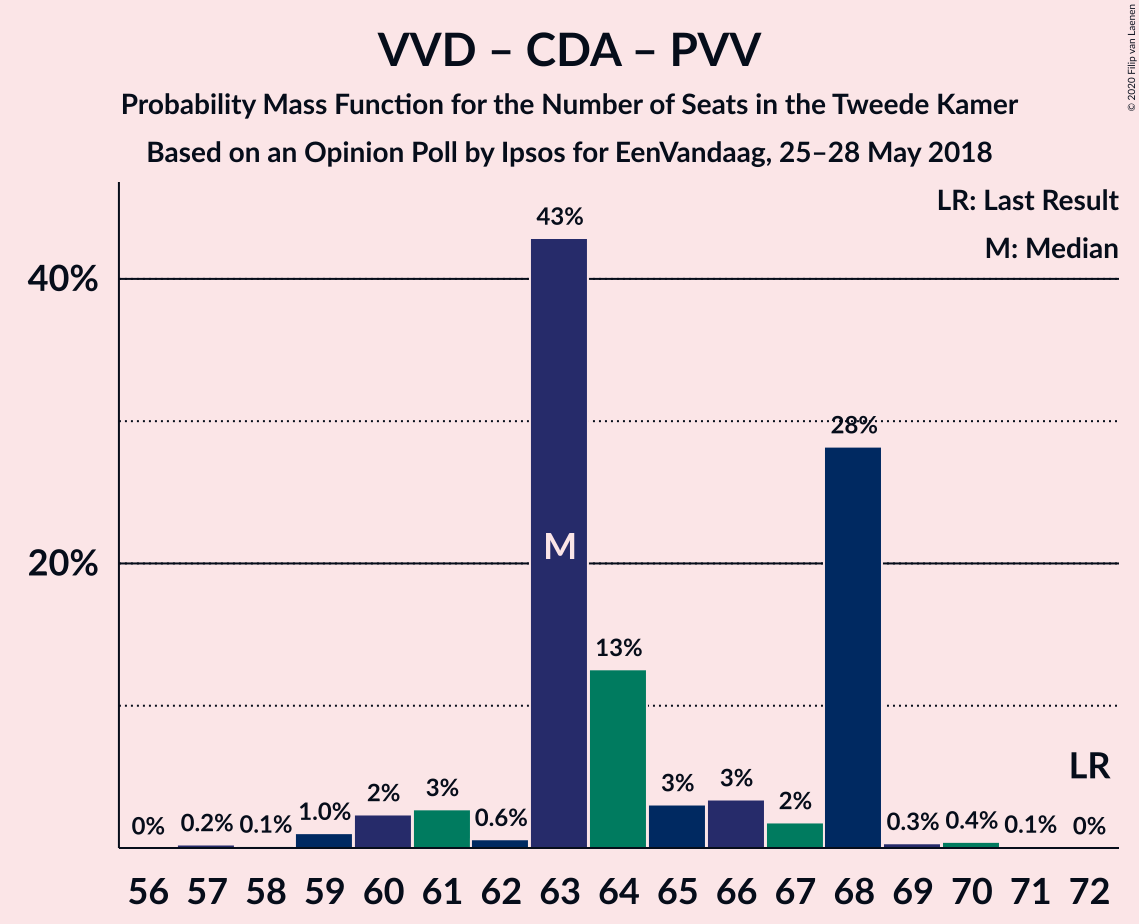 VVD – CDA – PVV
Probability Mass Function for the Number of Seats in the Tweede Kamer
Based on an Opinion Poll by Ipsos for EenVandaag, 25–28 May 2018
© 2020 Filip van Laenen
LR: Last Result
M: Median
40%
20%
0% 0.2% 0.1% 1.0% 2% 3% 0.6% 43% 13% 3% 3% 2% 28% 0.3% 0.4% 0.1% 0%
M
LR
56 57 58 59 60 61 62 63 64 65 66 67 68 69 70 71 72